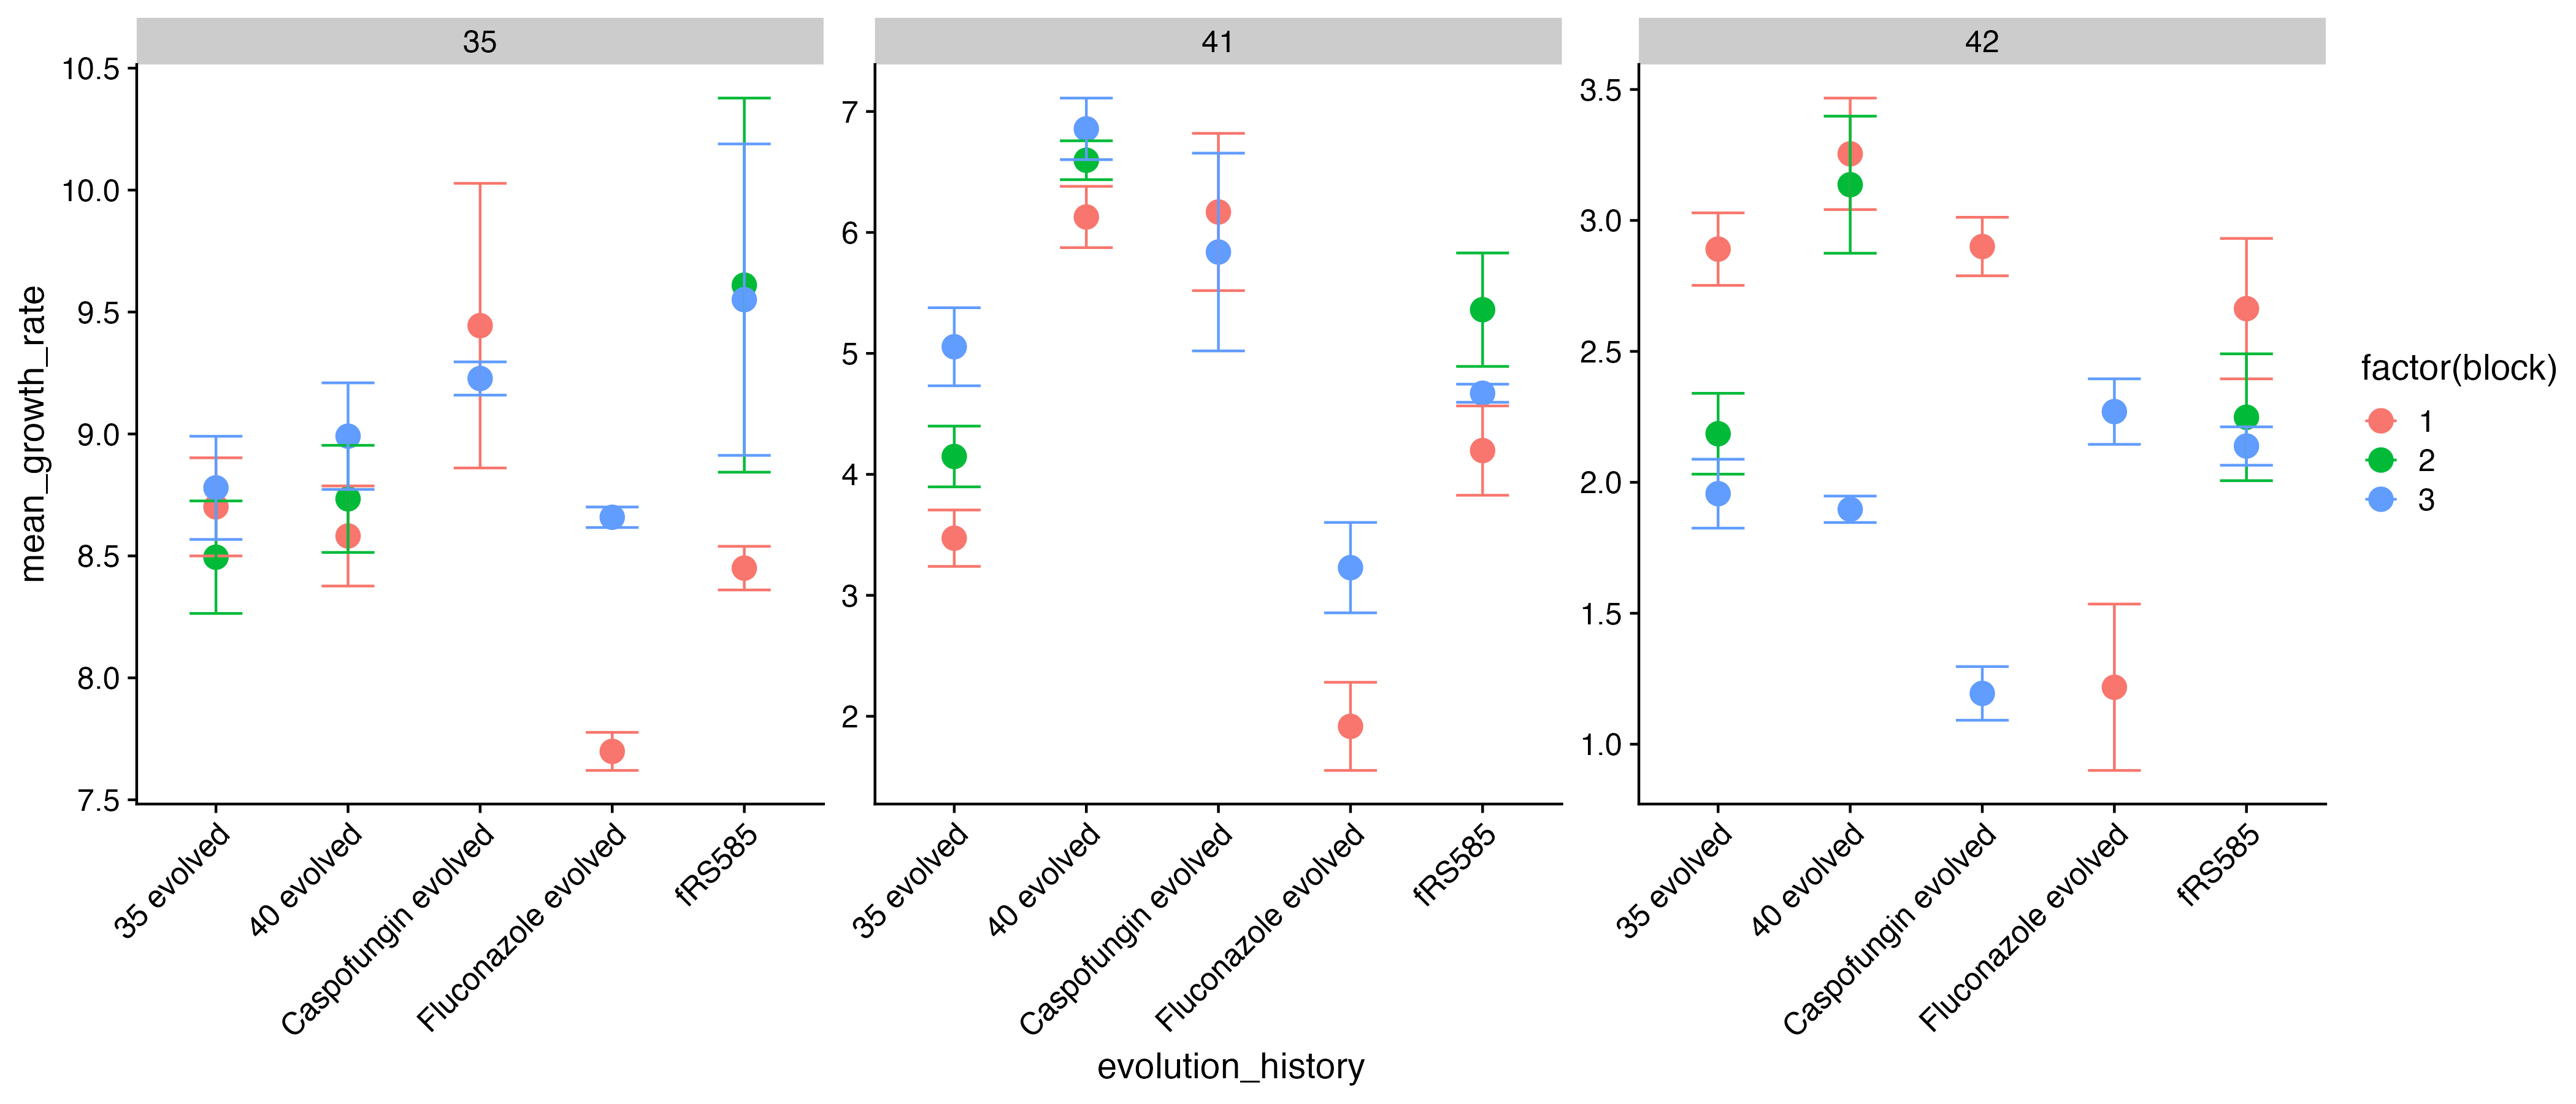 35
41
42
mean_growth_rate
10.5
10.0
9.5
9.0
8.5
8.0
7.5
7
6
5
4
3
2
3.5
3.0
2.5
2.0
1.5
1.0
35 evolved
40 evolved
Caspofungin evolved
Fluconazole evolved
fRS585
35 evolved
40 evolved
Caspofungin evolved
Fluconazole evolved
fRS585
35 evolved
40 evolved
Caspofungin evolved
Fluconazole evolved
fRS585
evolution_history
factor(block)
1
2
3